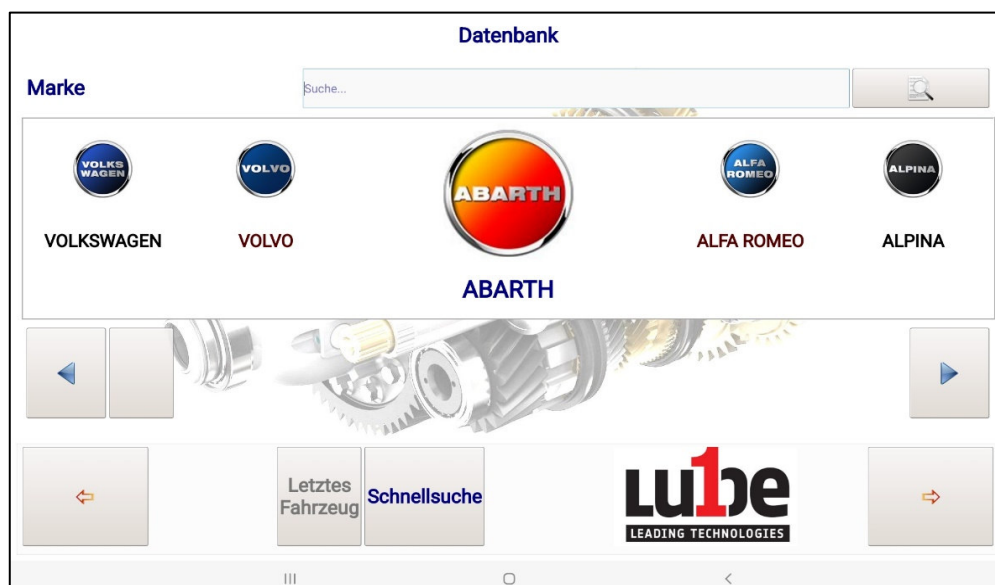 Datenbank
Marke
Suche...
VOLKS
WAGEN
VOLVO
ABARTH
ALFA
ROMEO
ALPINA
VOLKSWAGEN
VOLVO
ABARTH
ALFA ROMEO
ALPINA
Letztes
Fahrzeug
Schnellsuche
Lu1be
LEADING TECHNOLOGIES